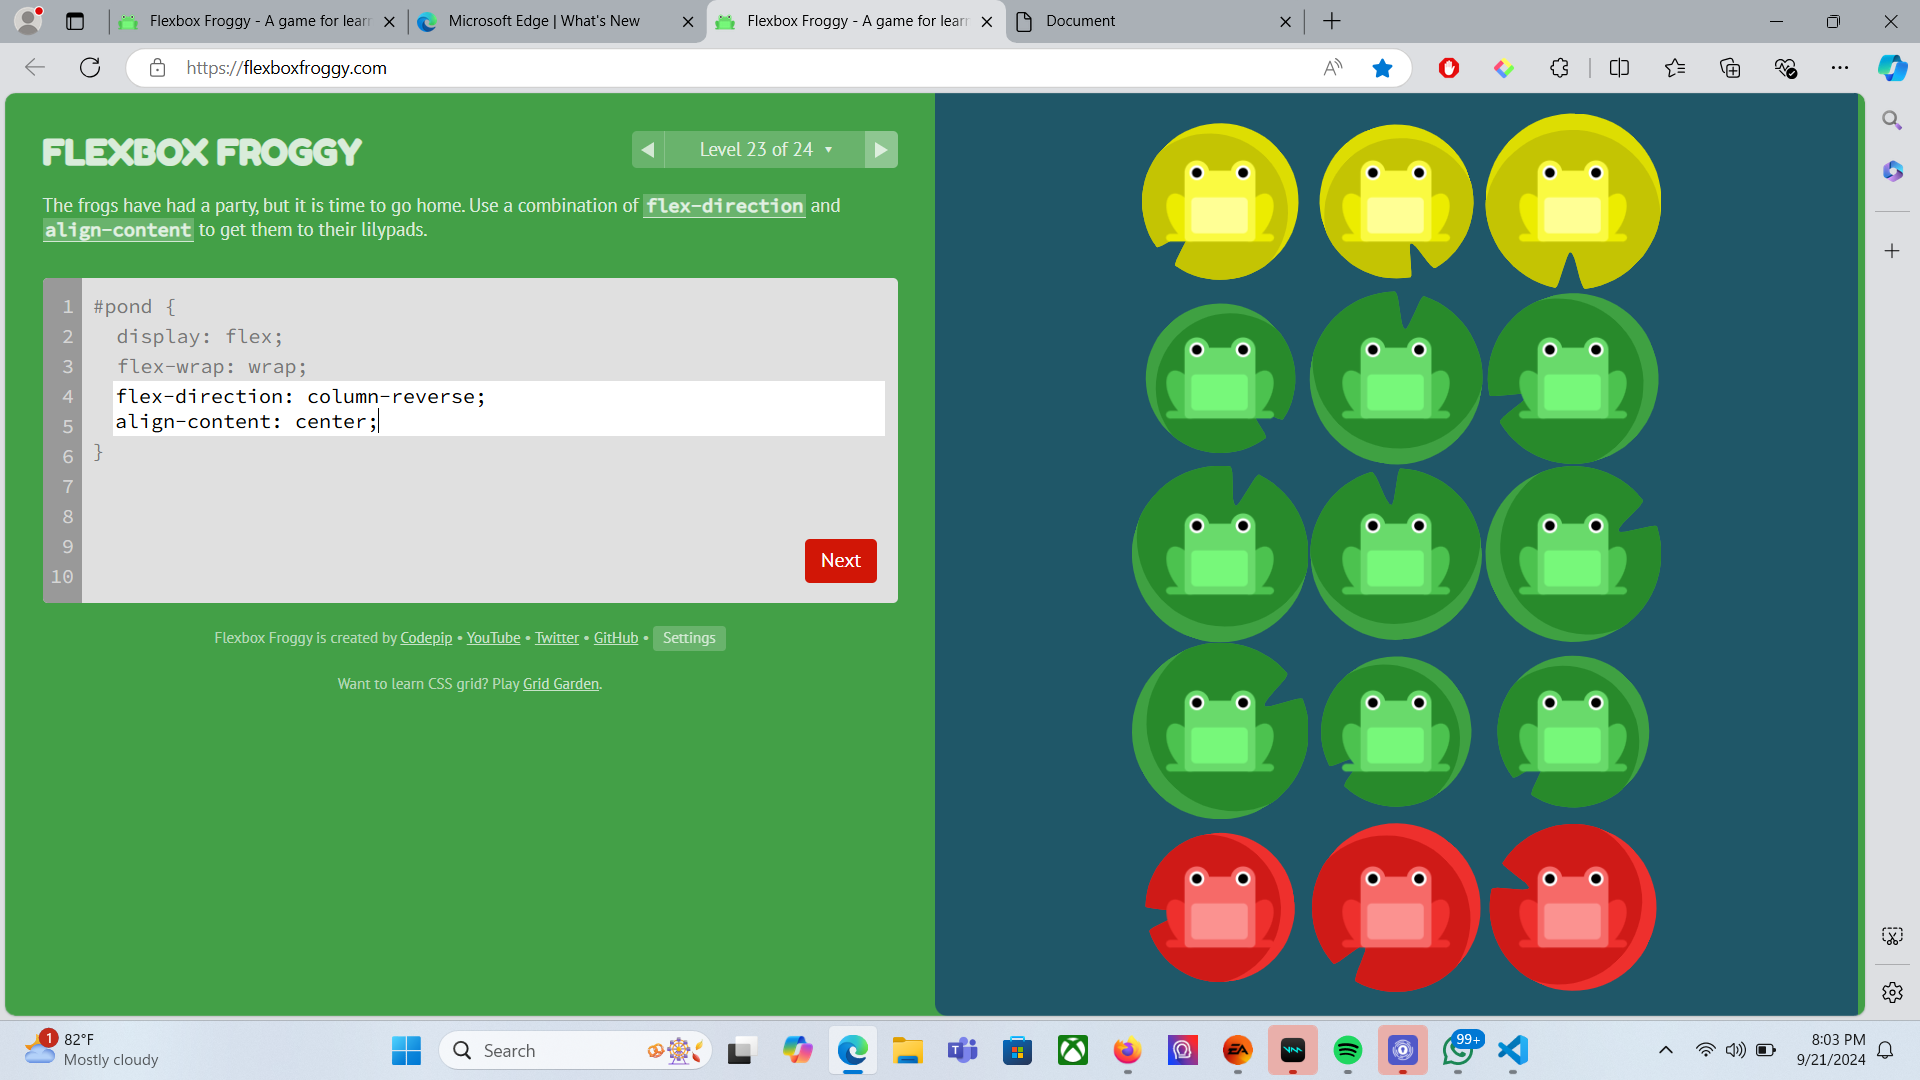 Flexbox Froggy - A game for learn
Microsoft Edge | What's New
Flexbox Froggy - A game for learn
Document
https://flexboxfroggy.com
FLEXBOX FROGGY
Level 23 of 24
The frogs have had a party, but it is time to go home. Use a combination of flex-direction and
align-content to get them to their lilypads.
1 #pond {
2 display: flex;
3 flex-wrap: wrap;
4 flex-direction: column-reverse;
5 align-content: center;
6 }
7
8
9
10
Next
Flexbox Froggy is created by Codepip • YouTube • Twitter • GitHub • Settings
Want to learn CSS grid? Play Grid Garden.
1
82°F
Mostly cloudy
Search
EA
99+
8:03 PM
9/21/2024